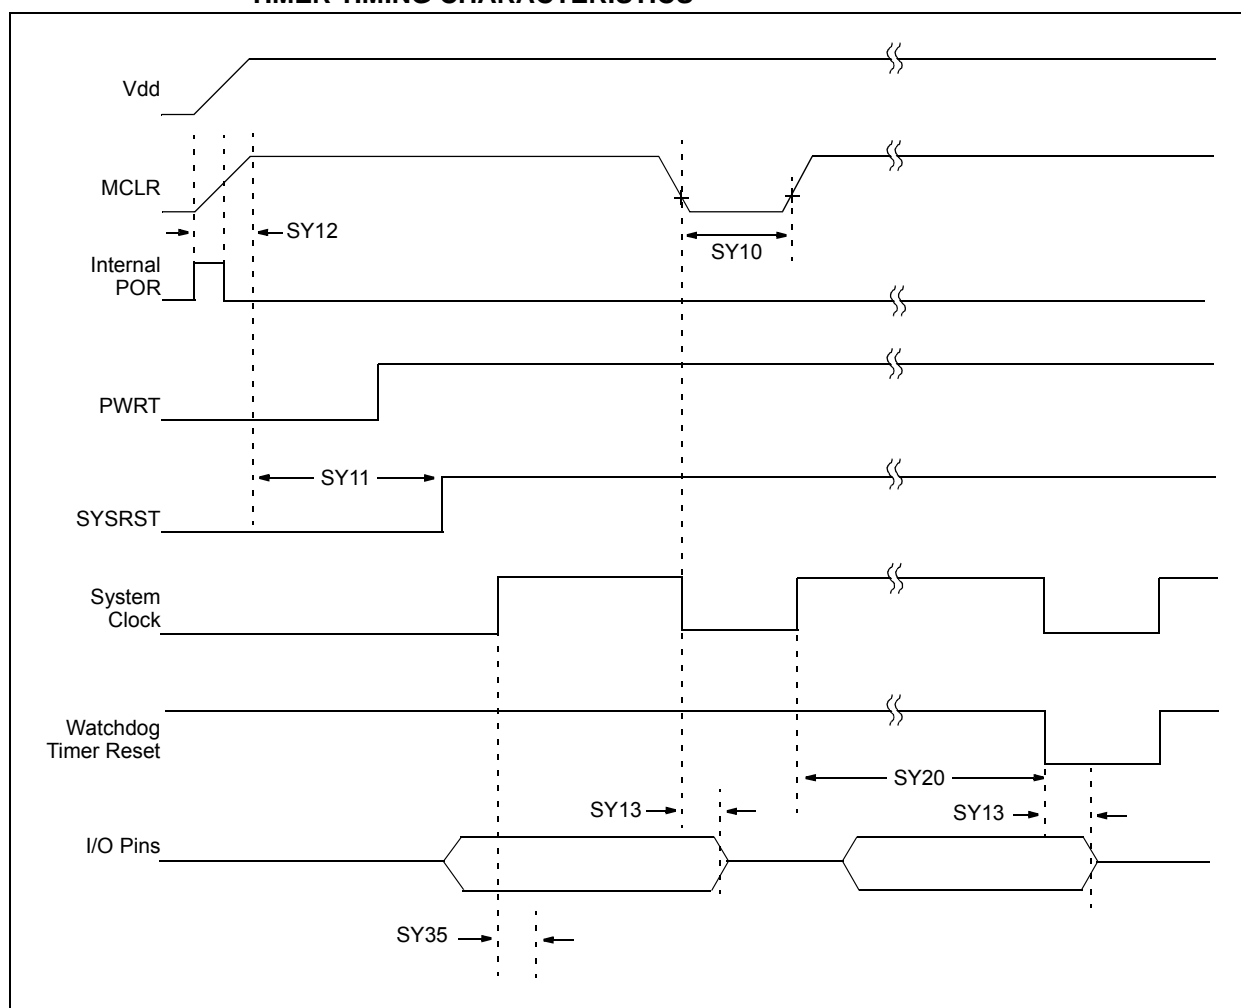 TIMER TIMING CHARACTERISTICS
Vdd
MCLR
SY12
SY10
Internal
POR
PWRT
SY11
SYSRST
System
Clock
Watchdog
Timer Reset
SY20
SY13
SY13
I/O Pins
SY35